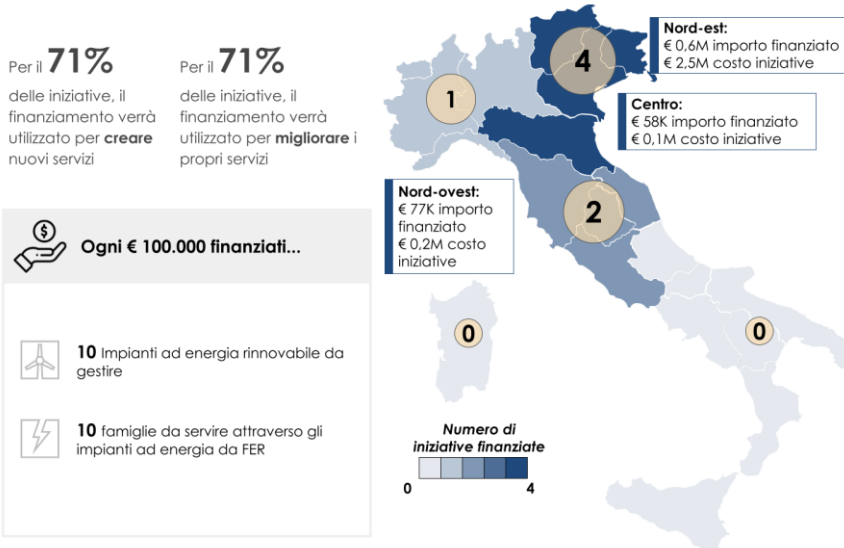 Per il 71%
delle iniziative, il
finanziamento verrà
utilizzato per creare
nuovi servizi
Per il 71%
delle iniziative, il
finanziamento verrà
utilizzato per migliorare i
propri servizi
Ogni € 100.000 finanziati...
10 Impianti ad energia rinnovabile da
gestire
10 famiglie da servire attraverso gli
impianti ad energia da FER
Nord-est:
€ 0,6M importo finanziato
€ 2,5M costo iniziative
4
1
Centro:
€ 58K importo finanziato
€ 0,1M costo iniziative
Nord-ovest:
€ 77K importo
finanziato
€ 0,2M costo
iniziative
2
0
0
Numero di
iniziative finanziate
0 4